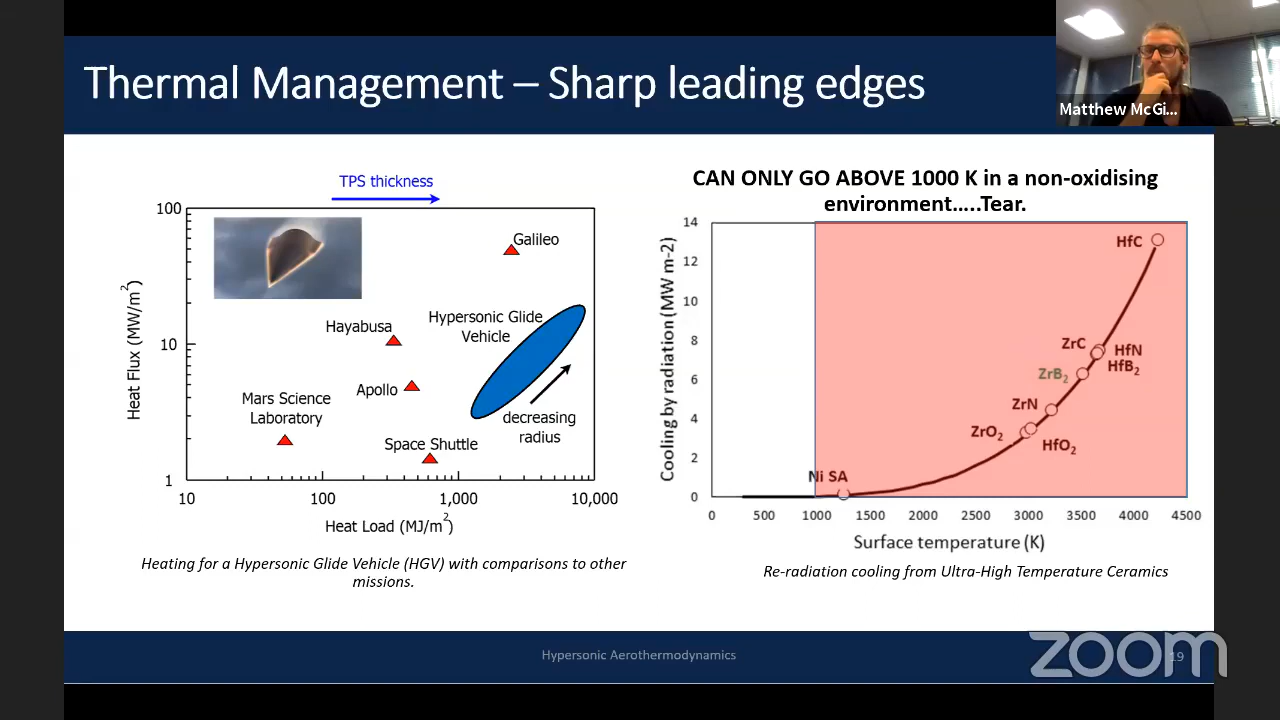 Thermal Management – Sharp leading edges
Matthew McGi...
TPS thickness
100
10
1
Heat Flux (MW/m²)
Galileo
Hayabusa
Hypersonic Glide
Vehicle
Apollo
Mars Science
Laboratory
decreasing
radius
Space Shuttle
10
100
1,000
10,000
Heat Load (MJ/m²)
Heating for a Hypersonic Glide Vehicle (HGV) with comparisons to other
missions.
CAN ONLY GO ABOVE 1000 K in a non-oxidising
environment…..Tear.
14
12
10
8
6
4
2
0
Cooling by radiation (MW m-2)
HfC
ZrC
HfN
HfB₂
ZrB₂
ZrN
ZrO₂
HfO₂
Ni SA
0
500
1000
1500
2000
2500
3000
3500
4000
4500
Surface temperature (K)
Re-radiation cooling from Ultra-High Temperature Ceramics
Hypersonic Aerothermodynamics
19
zoom